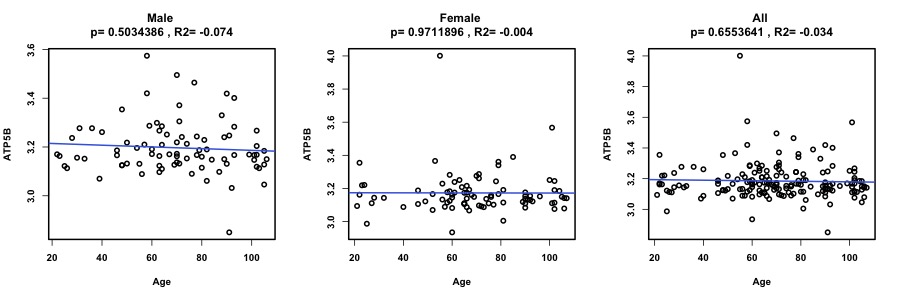 Male
p= 0.5034386 , R2= -0.074
ATP5B
3.6
3.4
3.2
3.0
20 40 60 80 100
Age
Female
p= 0.9711896 , R2= -0.004
ATP5B
4.0
3.8
3.6
3.4
3.2
3.0
20 40 60 80 100
Age
All
p= 0.6553641 , R2= -0.034
ATP5B
4.0
3.8
3.6
3.4
3.2
3.0
20 40 60 80 100
Age